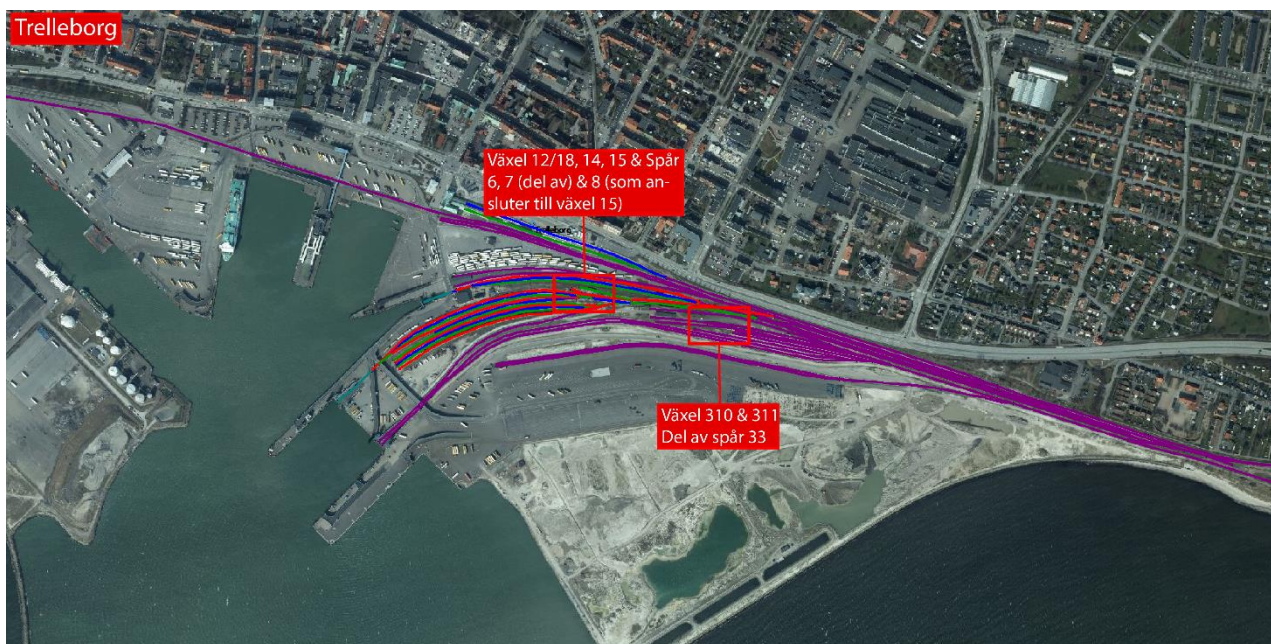 Trelleborg
Växel 12/18, 14, 15 & Spår
6, 7 (del av) & 8 (som an-
sluter till växel 15)
Trelleborg
Växel 310 & 311
Del av spår 33